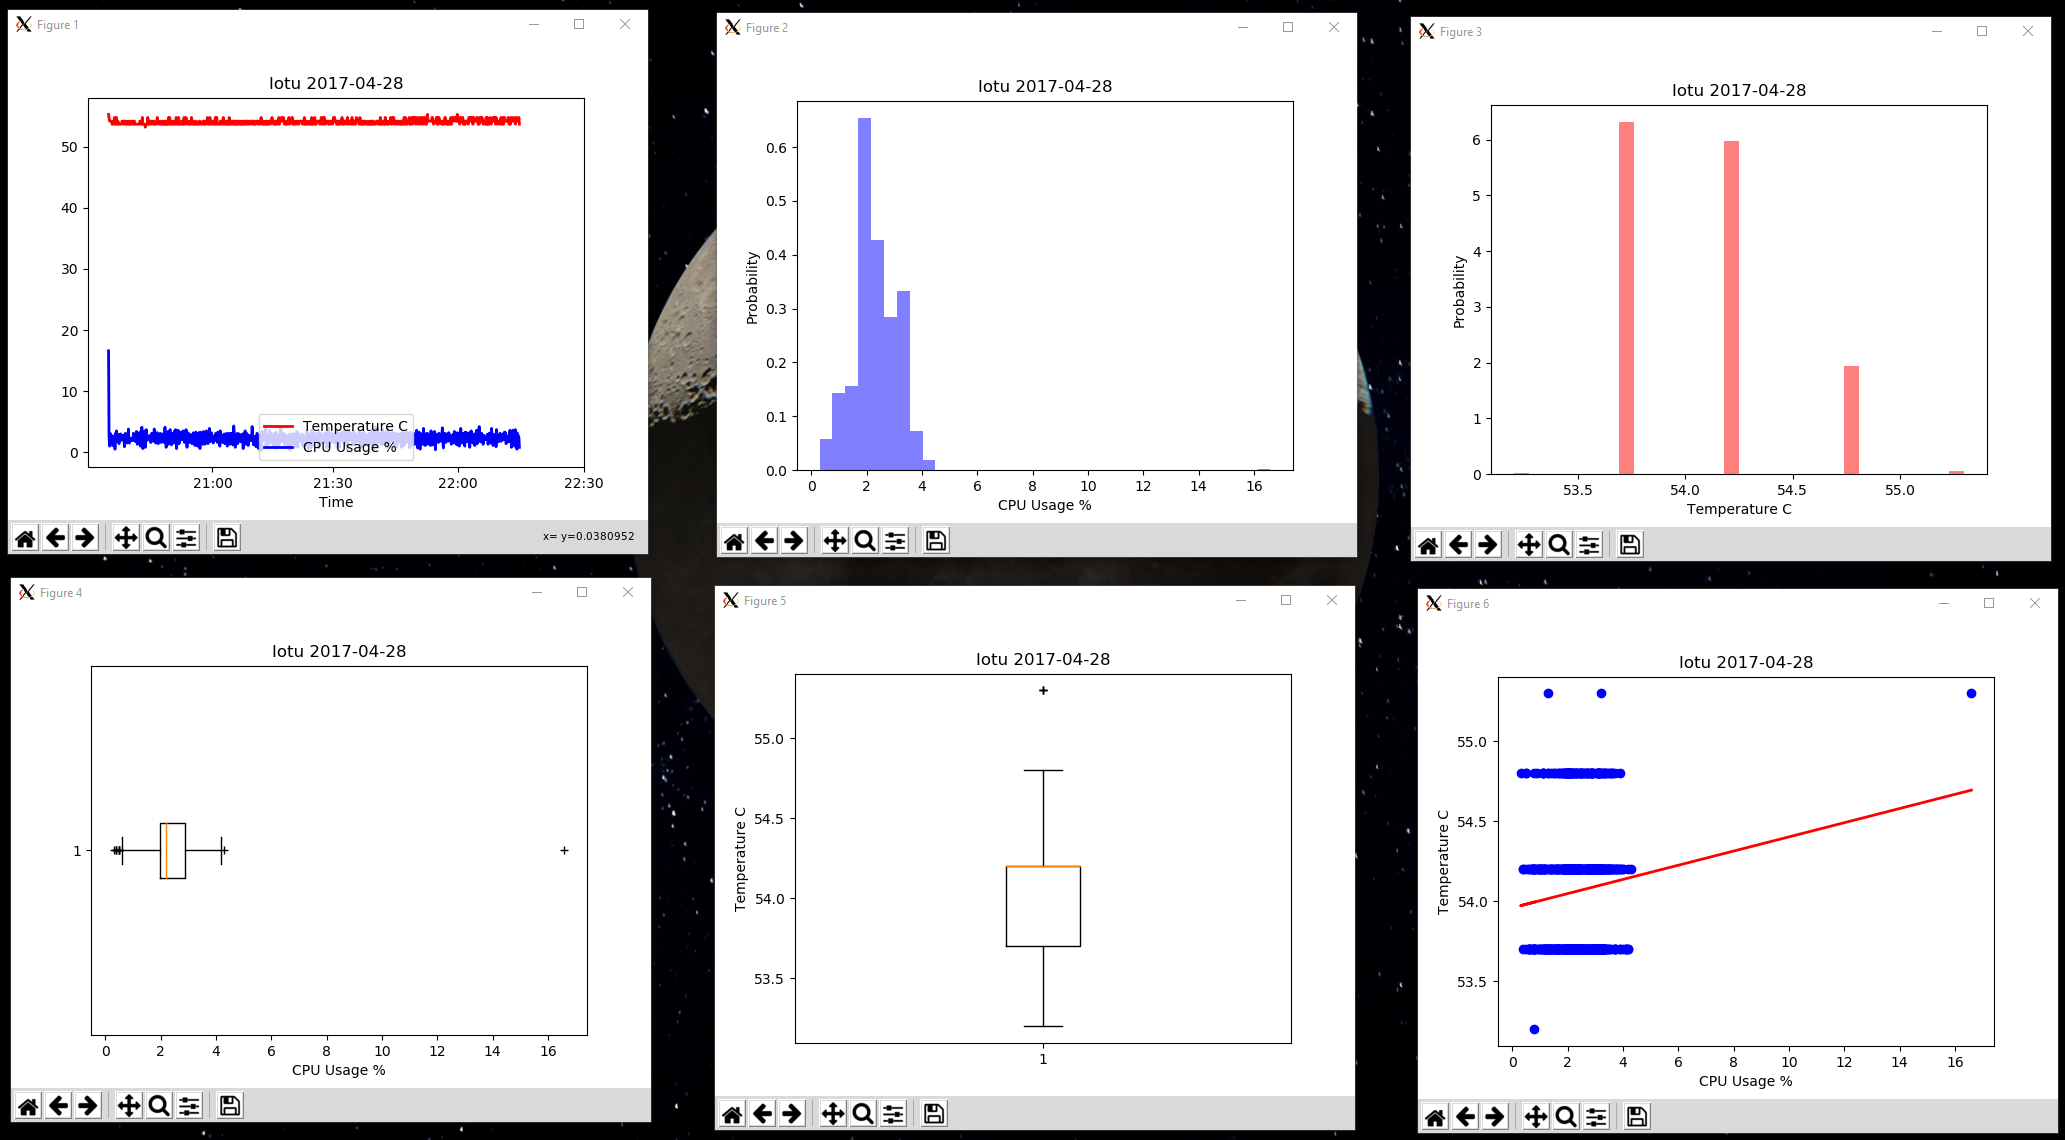 Figure 1
Iotu 2017-04-28
50
40
30
20
10
0
Temperature C
CPU Usage %
21:00 21:30 22:00 22:30
Time
x= y=0.0380952
Figure 2
Iotu 2017-04-28
Probability
0.6
0.5
0.4
0.3
0.2
0.1
0.0
0 2 4 6 8 10 12 14 16
CPU Usage %
Figure 3
Iotu 2017-04-28
Probability
6
5
4
3
2
1
0
53.5 54.0 54.5 55.0
Temperature C
Figure 4
Iotu 2017-04-28
1
0 2 4 6 8 10 12 14 16
CPU Usage %
Figure 5
Iotu 2017-04-28
Temperature C
55.0
54.5
54.0
53.5
1
Figure 6
Iotu 2017-04-28
Temperature C
55.0
54.5
54.0
53.5
0 2 4 6 8 10 12 14 16
CPU Usage %